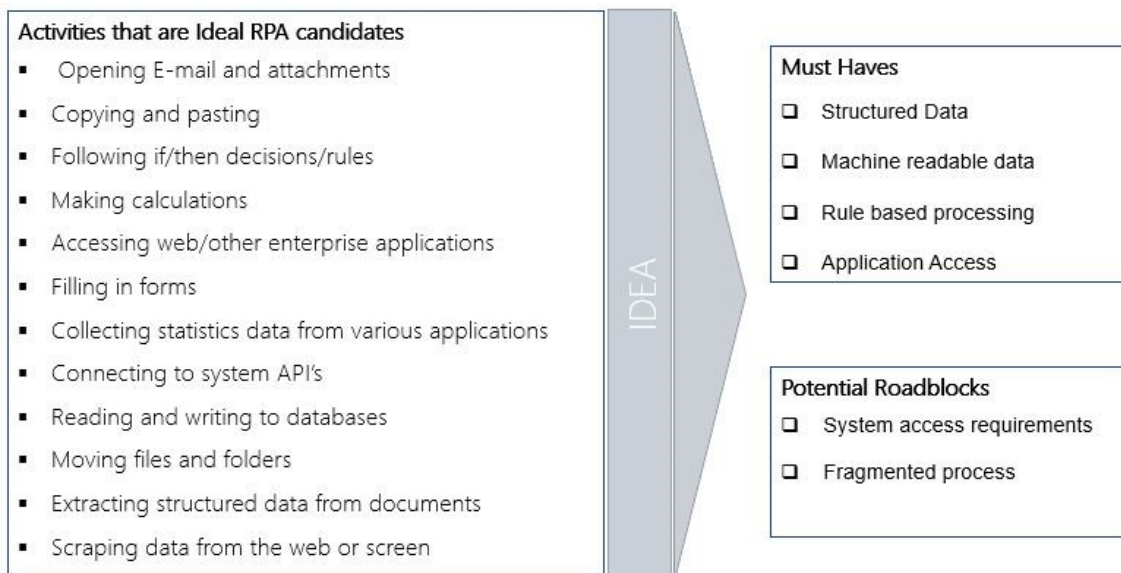 Activities that are Ideal RPA candidates
▪ Opening E-mail and attachments
▪ Copying and pasting
▪ Following if/then decisions/rules
▪ Making calculations
▪ Accessing web/other enterprise applications
▪ Filling in forms
▪ Collecting statistics data from various applications
▪ Connecting to system API's
▪ Reading and writing to databases
▪ Moving files and folders
▪ Extracting structured data from documents
▪ Scraping data from the web or screen
IDEA
Must Haves
❑ Structured Data
❑ Machine readable data
❑ Rule based processing
❑ Application Access
Potential Roadblocks
❑ System access requirements
❑ Fragmented process